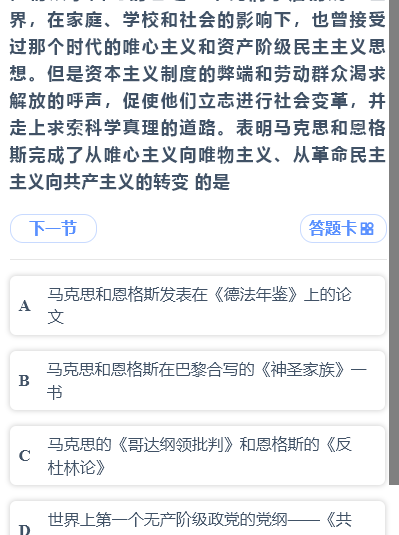 界，在家庭、学校和社会的影响下，也曾接受
过那个时代的唯心主义和资产阶级民主主义思
想。但是资本主义制度的弊端和劳动群众渴求
解放的呼声，促使他们立志进行社会变革，并
走上求索科学真理的道路。表明马克思和恩格
斯完成了从唯心主义向唯物主义、从革命民主
主义向共产主义的转变 的是
下一节
答题卡
A 马克思和恩格斯发表在《德法年鉴》上的论
文
B 马克思和恩格斯在巴黎合写的《神圣家族》一
书
C 马克思的《哥达纲领批判》和恩格斯的《反
杜林论》
D 世界上第一个无产阶级政党的党纲——《共